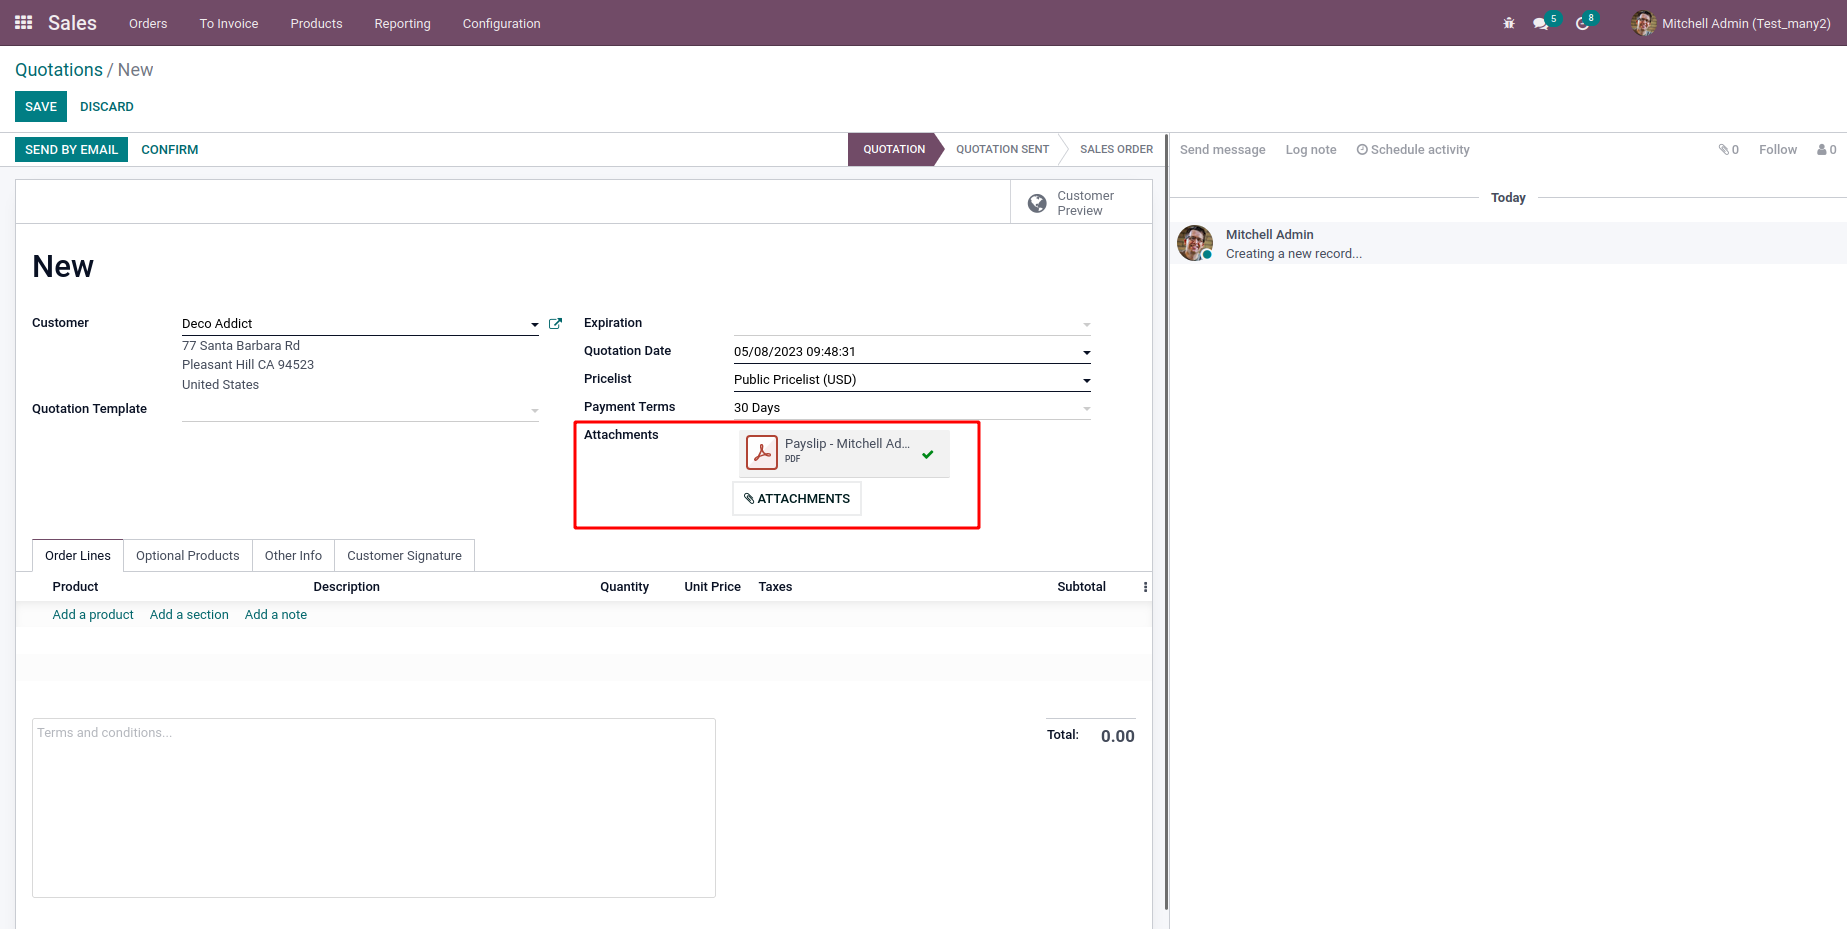 Sales Orders To Invoice Products Reporting Configuration 5 8 Mitchell Admin (Test_many2)
Quotations / New
SAVE DISCARD
SEND BY EMAIL CONFIRM QUOTATION QUOTATION SENT SALES ORDER
Send message Log note Schedule activity 0 Follow 0
Customer
Preview
Today
Mitchell Admin
Creating a new record...
New
Customer Deco Addict
77 Santa Barbara Rd
Pleasant Hill CA 94523
United States
Quotation Template
Expiration
Quotation Date 05/08/2023 09:48:31
Pricelist Public Pricelist (USD)
Payment Terms 30 Days
Attachments Payslip - Mitchell Ad...
PDF
ATTACHMENTS
Order Lines Optional Products Other Info Customer Signature
Product Description Quantity Unit Price Taxes Subtotal
Add a product Add a section Add a note
Terms and conditions...
Total: 0.00